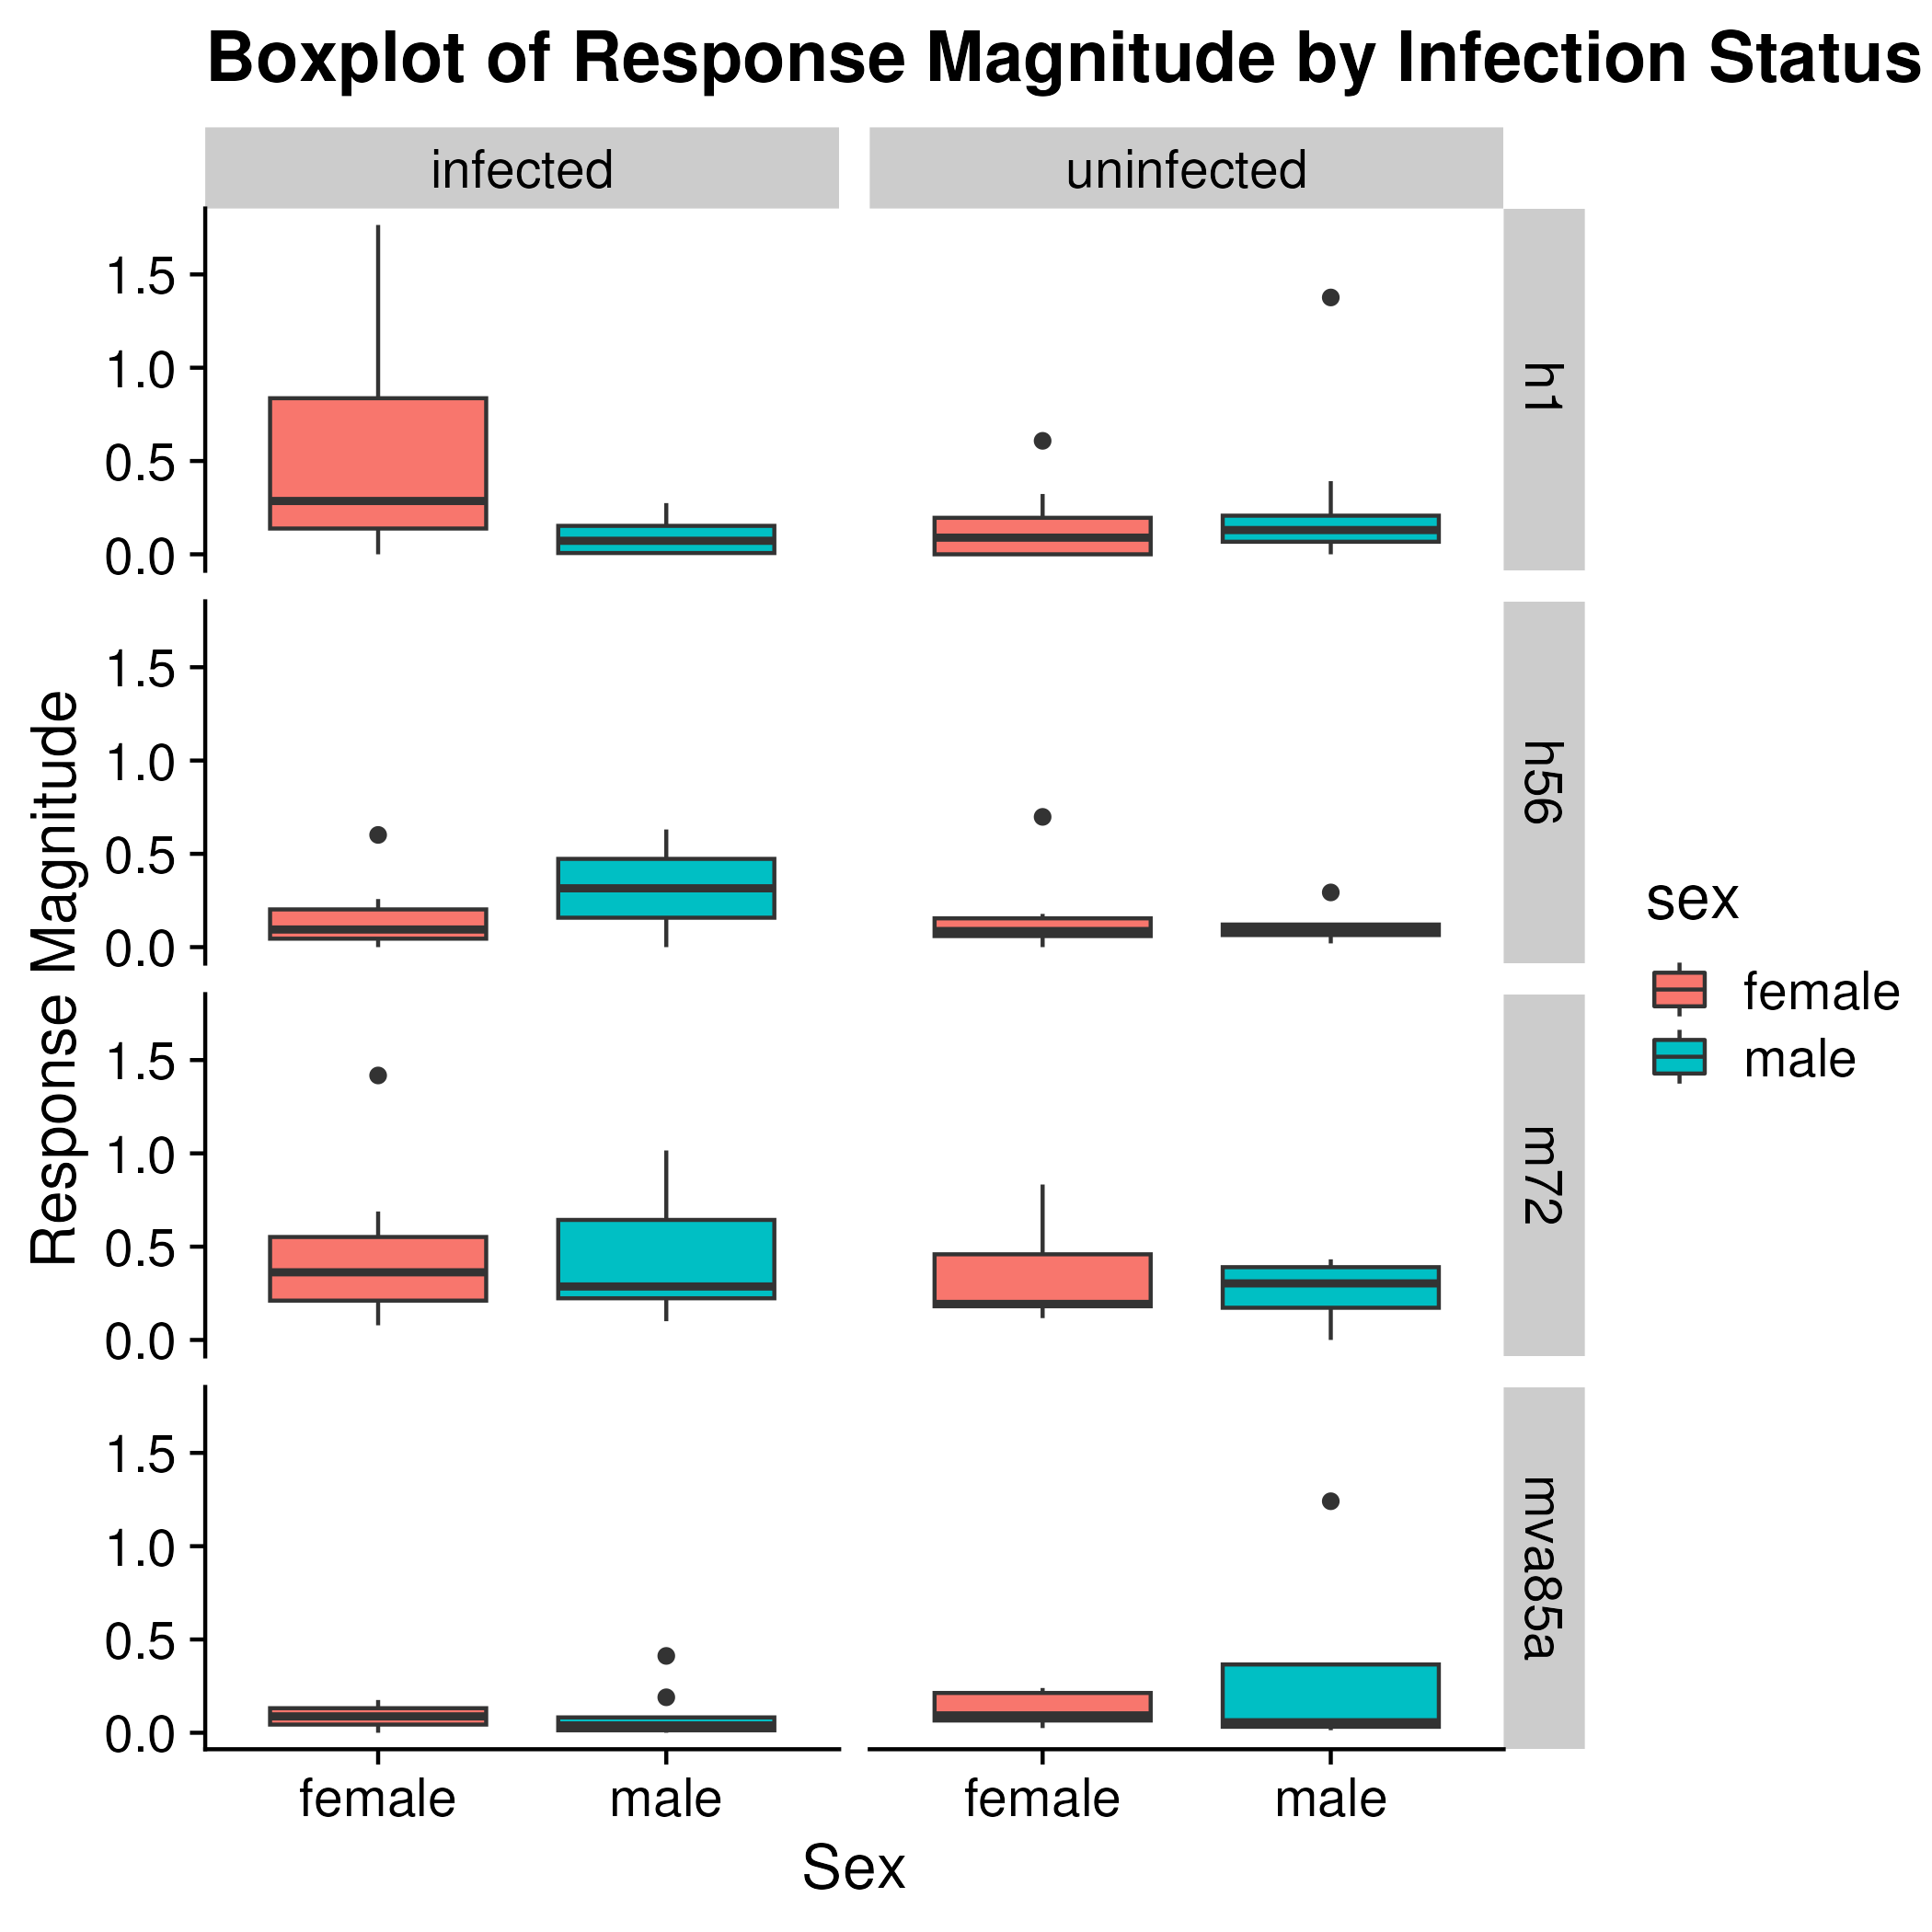 Boxplot of Response Magnitude by Infection Status
infected
uninfected
h1
1.5
1.0
0.5
0.0
h56
1.5
1.0
0.5
0.0
m72
1.5
1.0
0.5
0.0
mva85a
1.5
1.0
0.5
0.0
Response Magnitude
female
male
female
male
Sex
sex
female
male